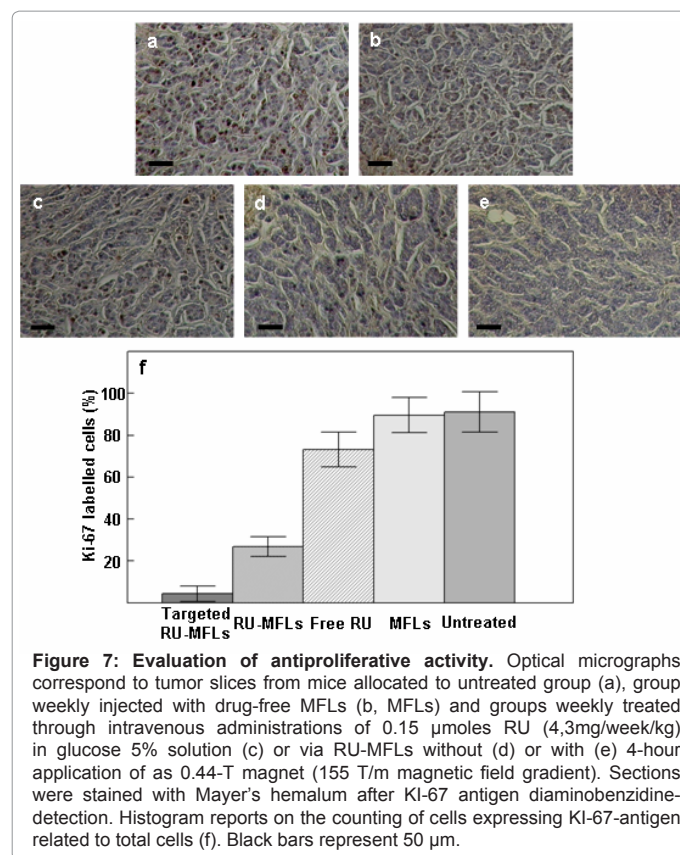 a
b
c
d
e
f
Ki-67 labelled cells (%)
100
80
60
40
20
Targeted
RU-MFLs
RU-MFLs
Free RU
MFLs
Untreated
Figure 7: Evaluation of antiproliferative activity. Optical micrographs
correspond to tumor slices from mice allocated to untreated group (a), group
weekly injected with drug-free MFLs (b, MFLs) and groups weekly treated
through intravenous administrations of 0.15 µmoles RU (4,3mg/week/kg)
in glucose 5% solution (c) or via RU-MFLs without (d) or with (e) 4-hour
application of as 0.44-T magnet (155 T/m magnetic field gradient). Sections
were stained with Mayer’s hemalum after KI-67 antigen diaminobenzidine-
detection. Histogram reports on the counting of cells expressing KI-67-antigen
related to total cells (f). Black bars represent 50 µm.